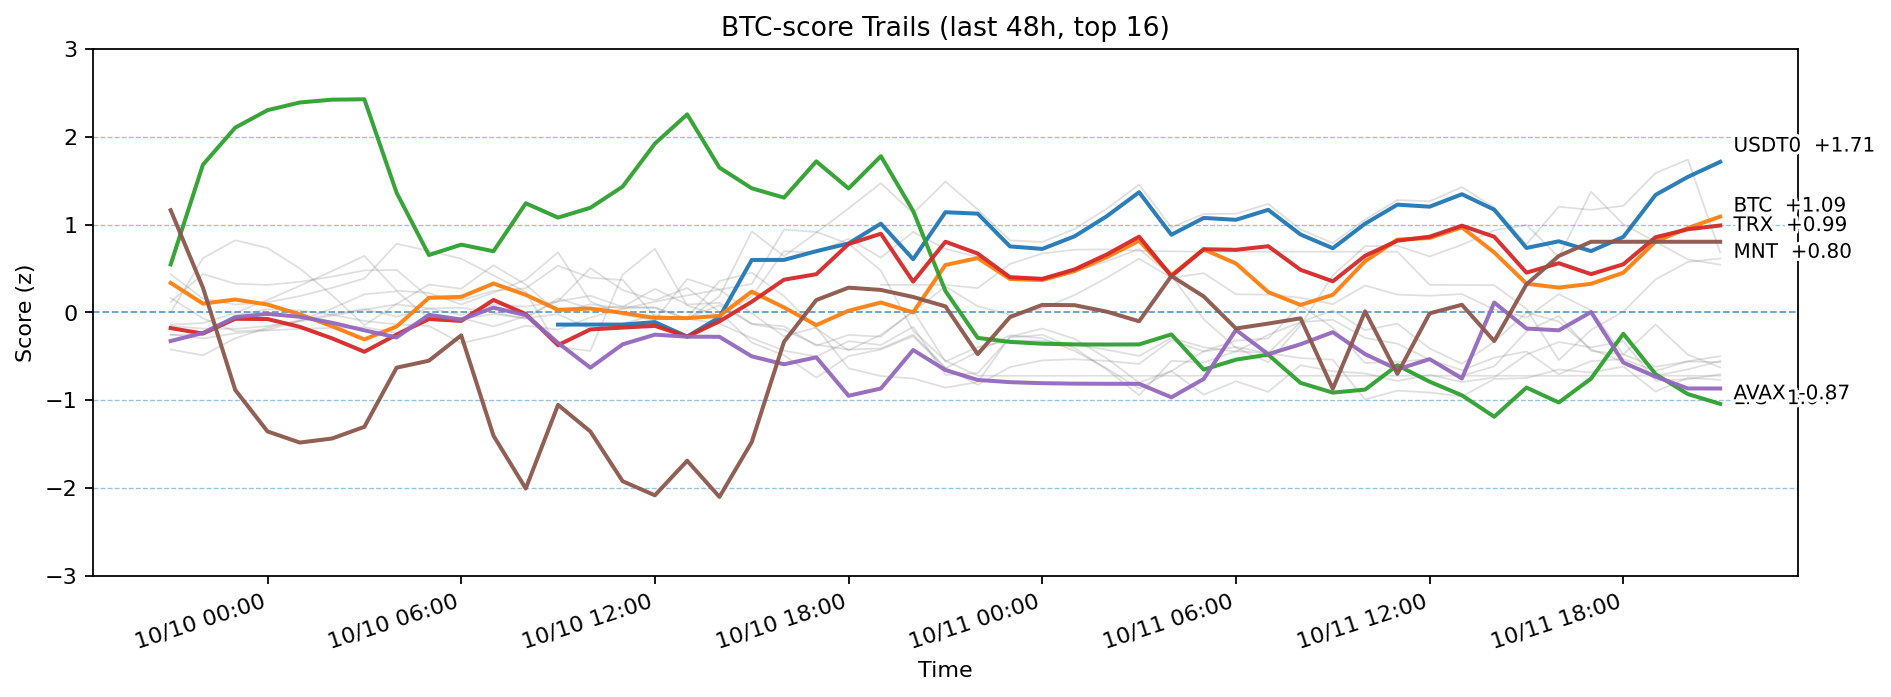 BTC-score Trails (last 48h, top 16)
3
2
1
0
−1
−2
−3
Score (z)
USDT0 +1.71
BTC +1.09
TRX +0.99
MNT +0.80
AVAX -0.87
10/10 00:00
10/10 06:00
10/10 12:00
10/10 18:00
10/11 00:00
10/11 06:00
10/11 12:00
10/11 18:00
Time